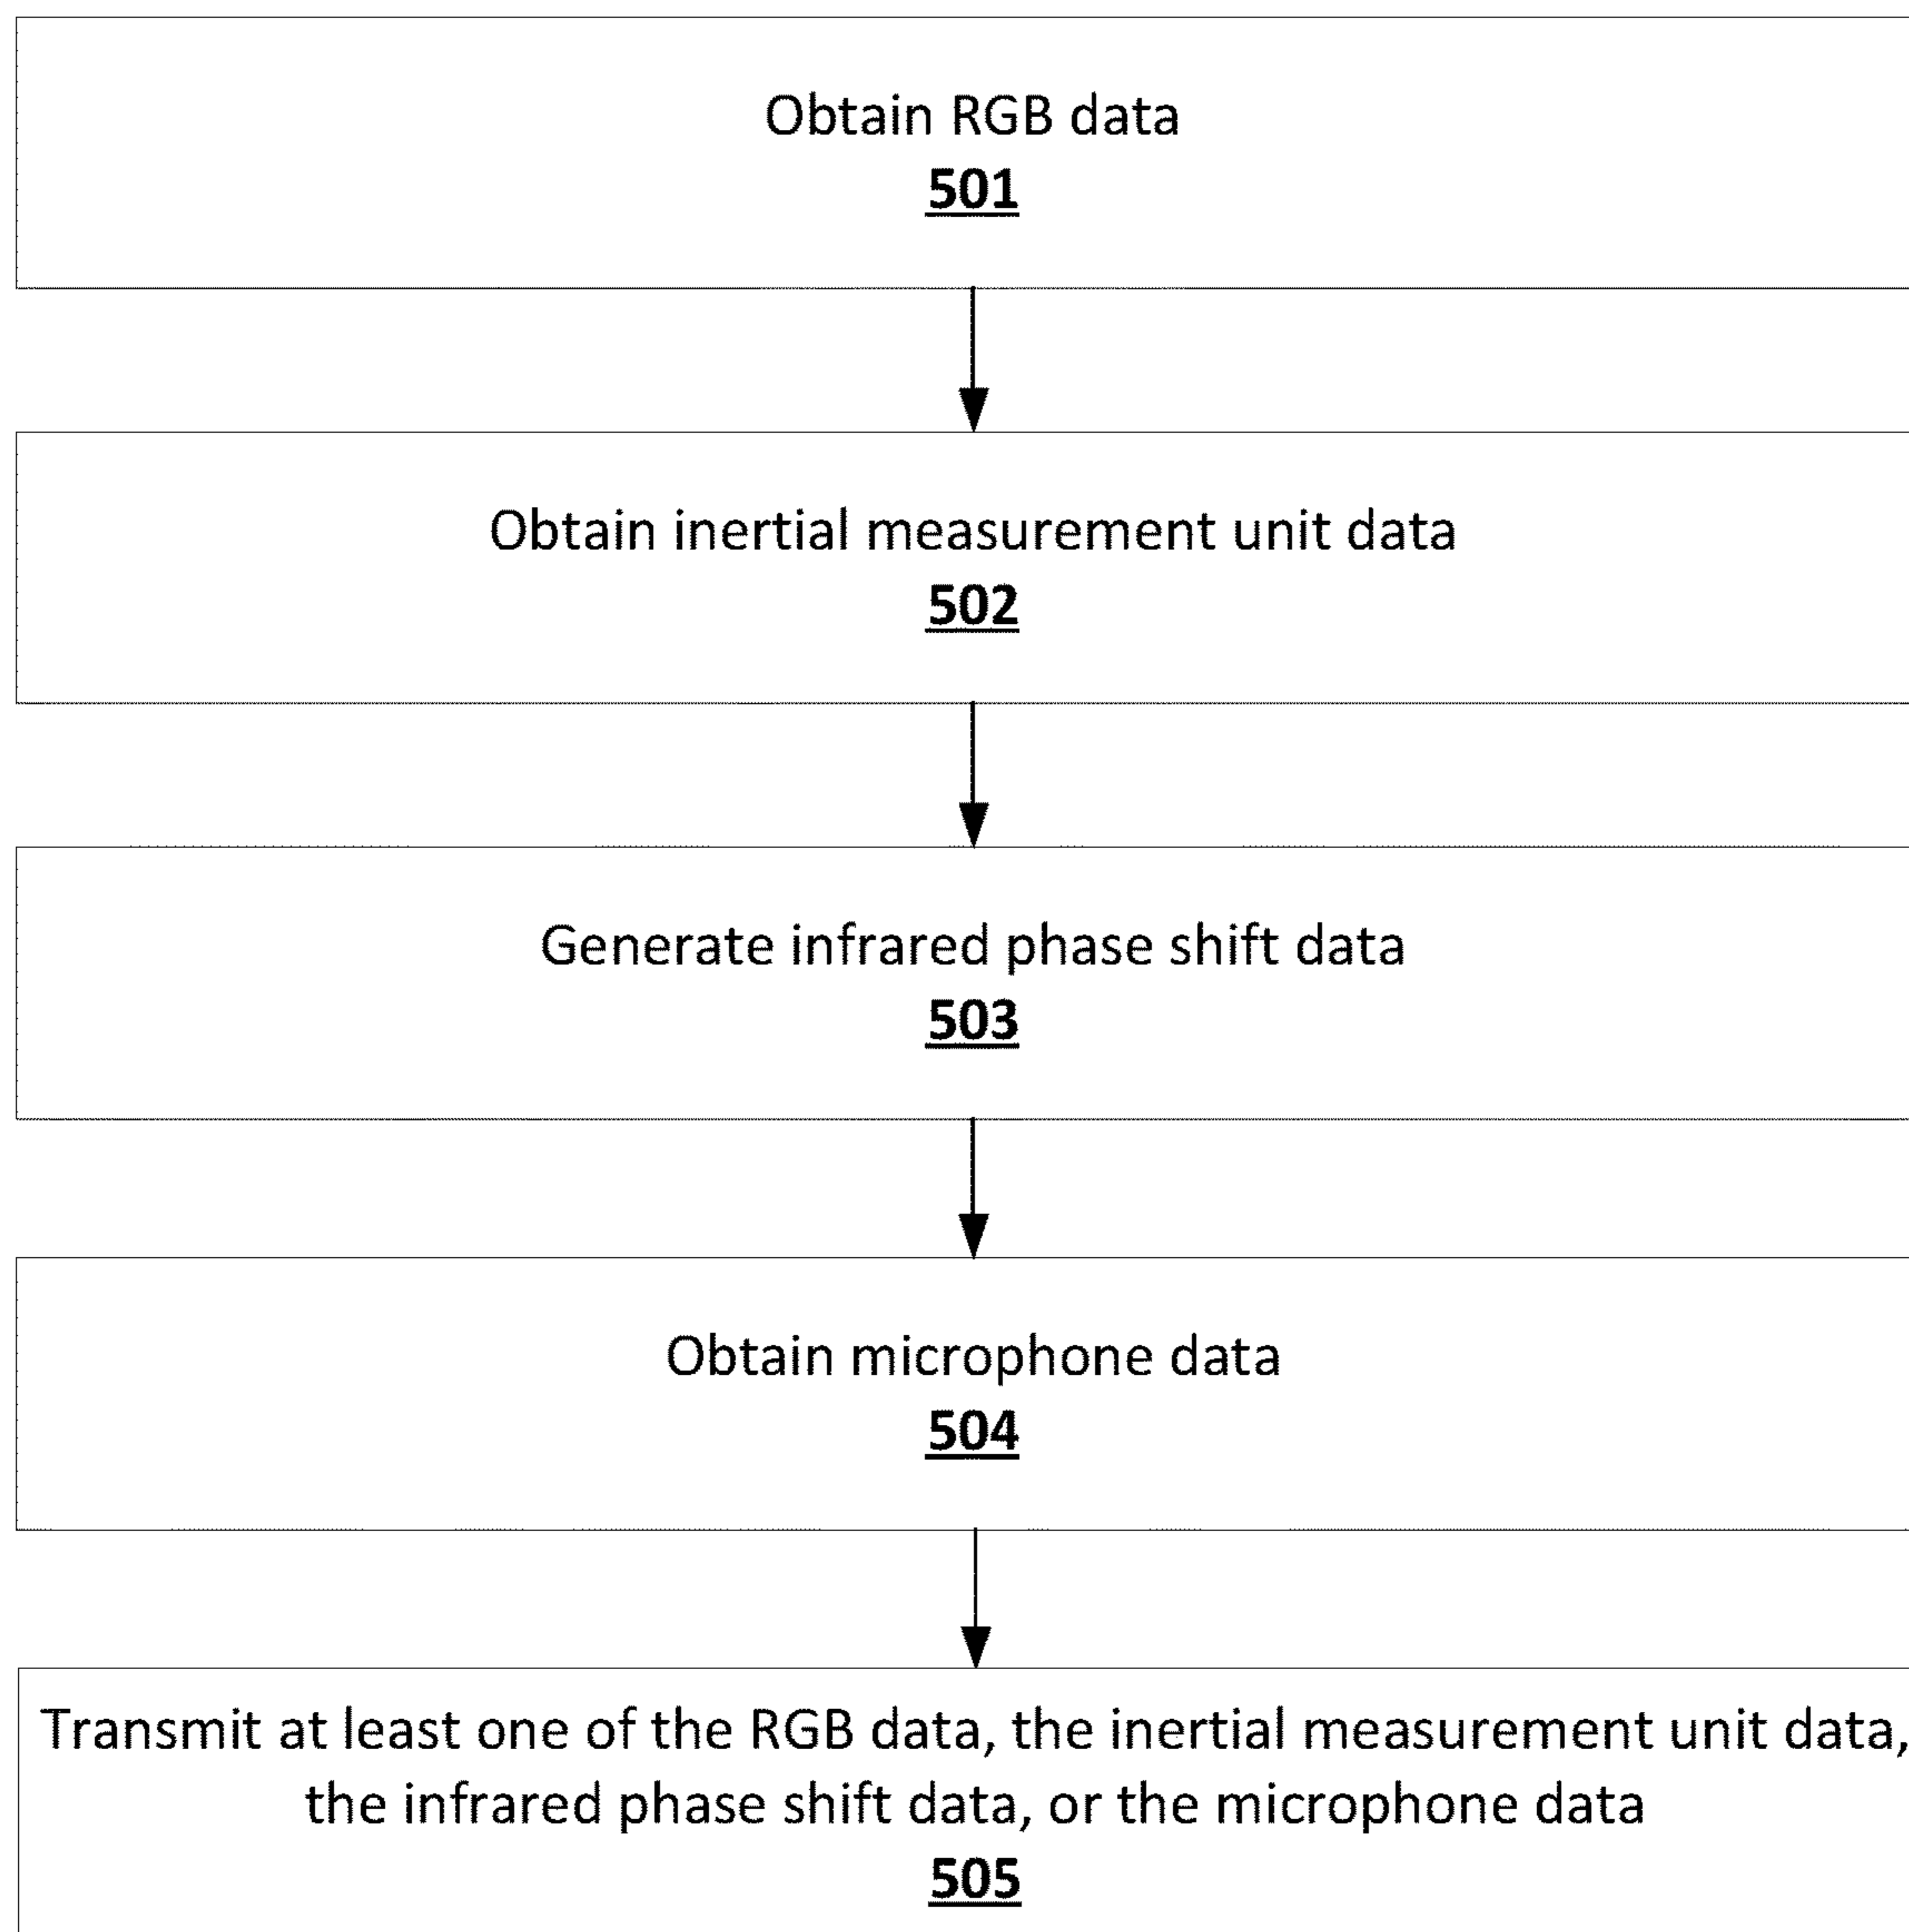 Obtain RGB data
501
Obtain inertial measurement unit data
502
Generate infrared phase shift data
503
Obtain microphone data
504
Transmit at least one of the RGB data, the inertial measurement unit data,
the infrared phase shift data, or the microphone data
505